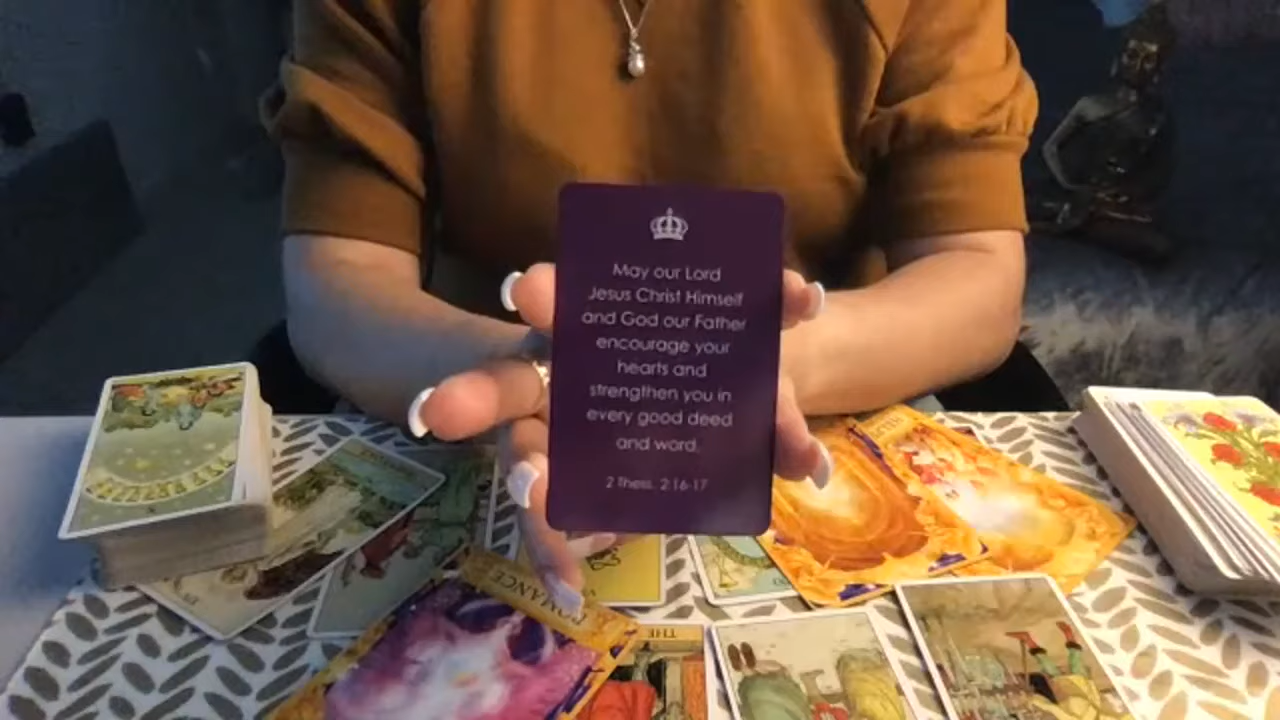 May our Lord
Jesus Christ Himself
and God our Father
encourage your
hearts and
strengthen you in
every good deed
and word.
2 Thess. 2:16-17
ROMANCE
THE